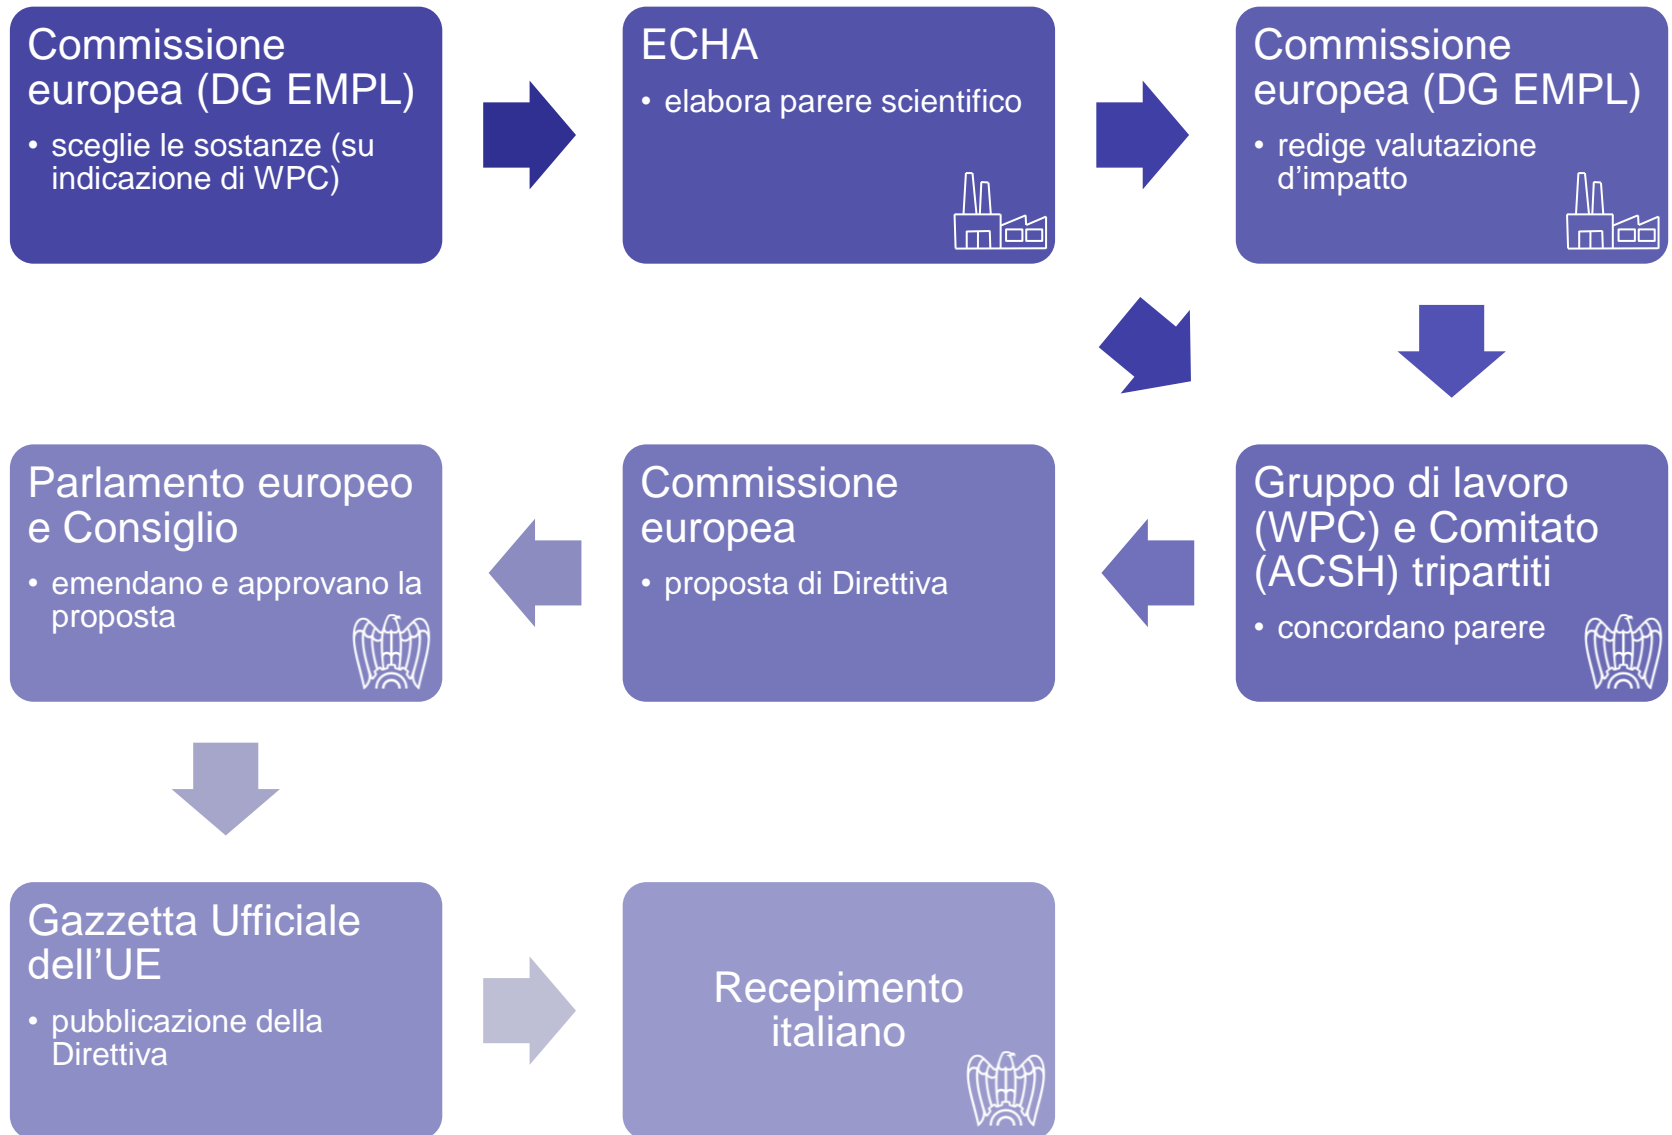 Commissione
europea (DG EMPL)
• sceglie le sostanze (su
indicazione di WPC)
ECHA
• elabora parere scientifico
Commissione
europea (DG EMPL)
• redige valutazione
d’impatto
Gruppo di lavoro
(WPC) e Comitato
(ACSH) tripartiti
• concordano parere
Commissione
europea
• proposta di Direttiva
Parlamento europeo
e Consiglio
• emendano e approvano la
proposta
Gazzetta Ufficiale
dell’UE
• pubblicazione della
Direttiva
Recepimento
italiano